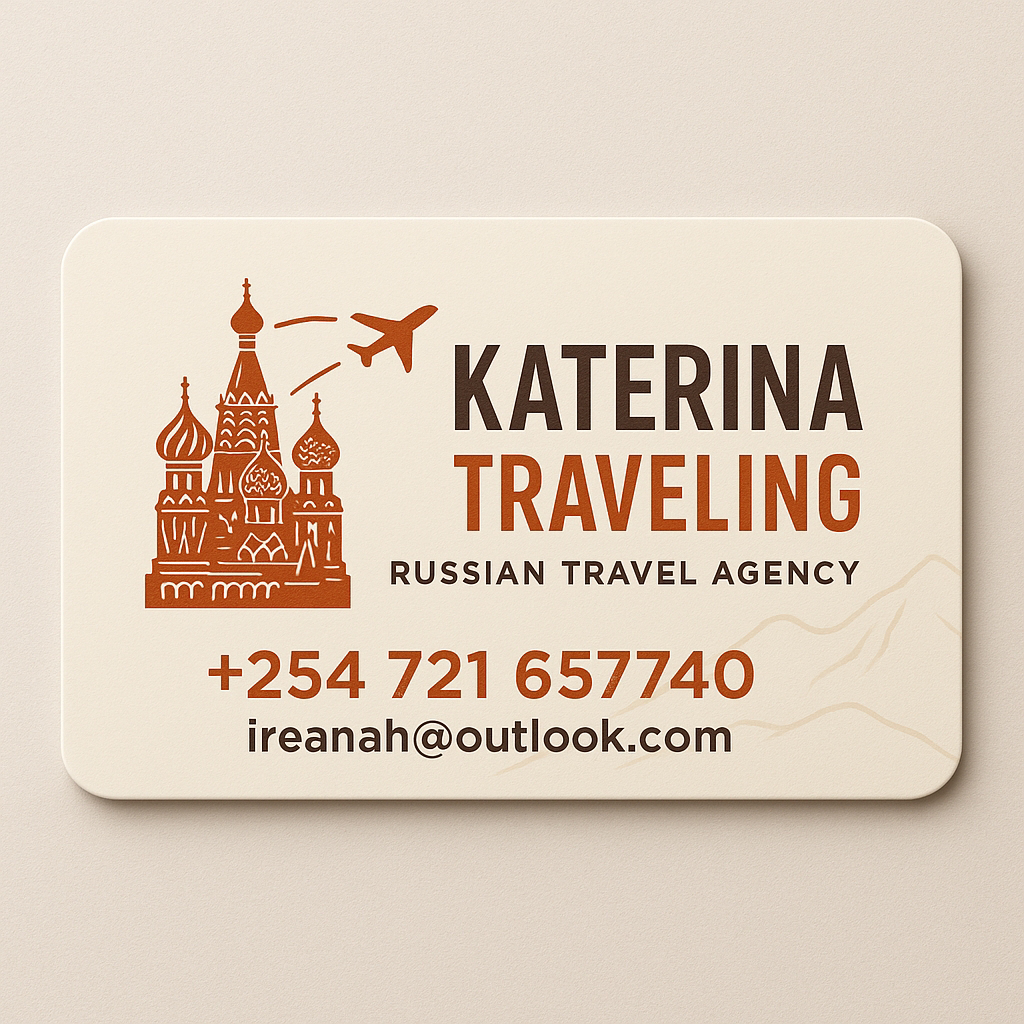 KATERINA
TRAVELING
RUSSIAN TRAVEL AGENCY
+254 721 657740
ireanah@outlook.com